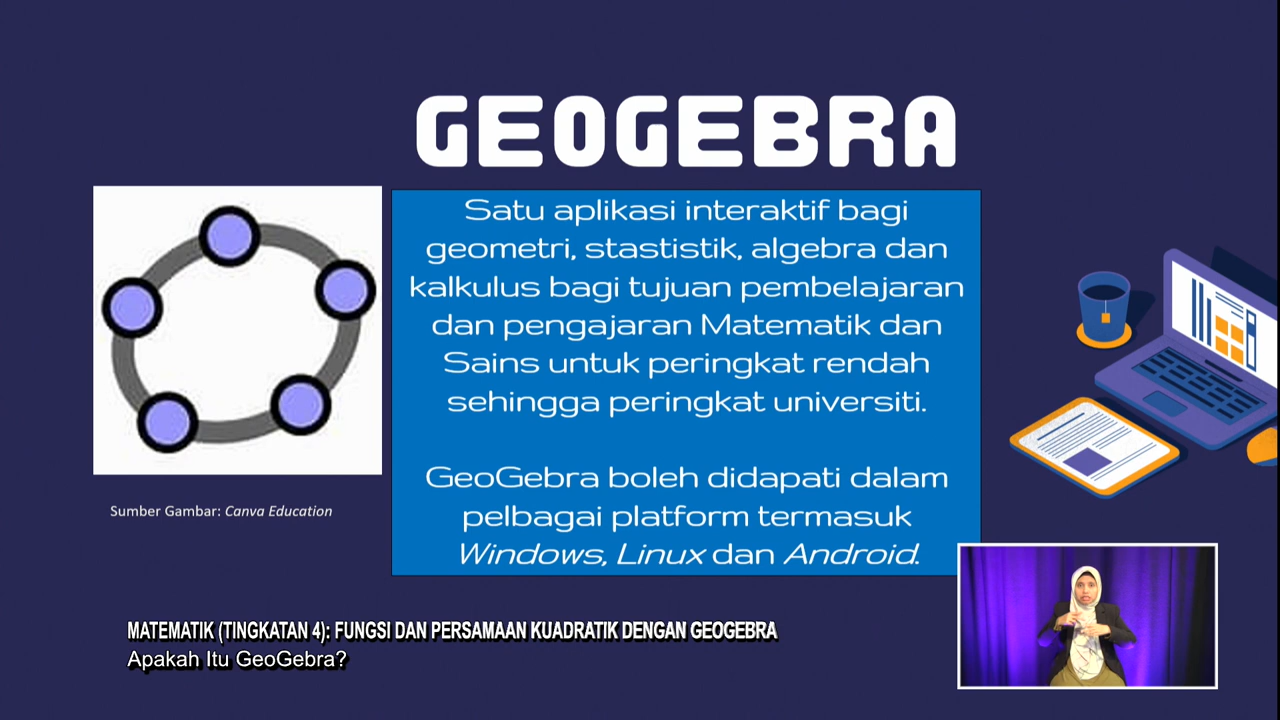 GEOGEBRA
Satu aplikasi interaktif bagi
geometri, stastistik, algebra dan
kalkulus bagi tujuan pembelajaran
dan pengajaran Matematik dan
Sains untuk peringkat rendah
sehingga peringkat universiti.
GeoGebra boleh didapati dalam
pelbagai platform termasuk
Windows, Linux dan Android.
Sumber Gambar: Canva Education
MATEMATIK (TINGKATAN 4): FUNGSI DAN PERSAMAAN KUADRATIK DENGAN GEOGEBRA
Apakah Itu GeoGebra?